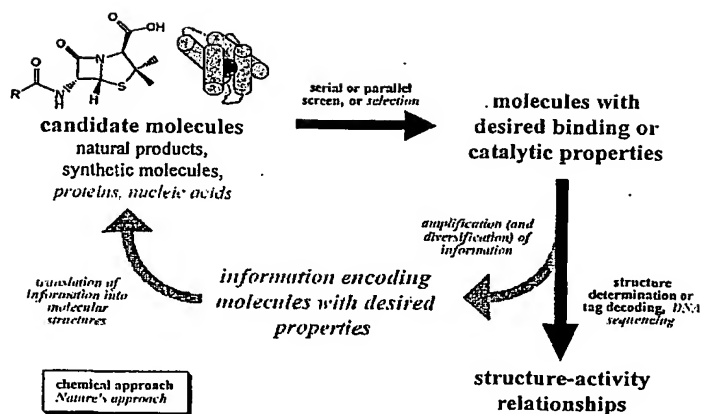 O
OH
O
O
N
R
N
H
H
S
candidate molecules
natural products,
synthetic molecules,
proteins, nucleic acids
serial or parallel
screen, or selection
molecules with
desired binding or
catalytic properties
amplification (and
diversification) of
information
translation of
information into
molecular
structures
information encoding
molecules with desired
properties
structure
determination or
tag decoding, DNA
sequencing
chemical approach
Nature's approach
structure-activity
relationships